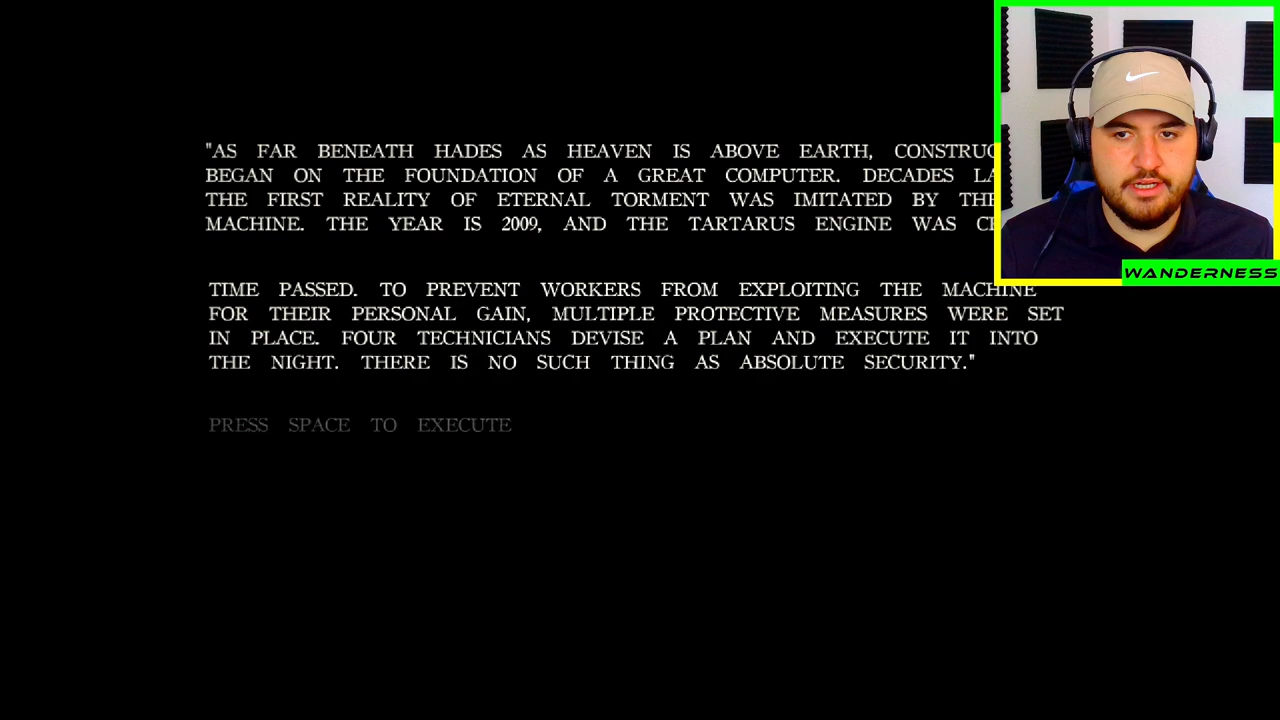 "AS FAR BENEATH HADES AS HEAVEN IS ABOVE EARTH,
BEGAN ON THE FOUNDATION OF A GREAT COMPUTER. DECADES
THE FIRST REALITY OF ETERNAL TORMENT WAS IMITATED BY
MACHINE. THE YEAR IS 2009, AND THE TARTARUS ENGINE WAS
TIME PASSED. TO PREVENT WORKERS FROM EXPLOITING THE MACHINE
FOR THEIR PERSONAL GAIN, MULTIPLE PROTECTIVE MEASURES WERE SET
IN PLACE. FOUR TECHNICIANS DEVISE A PLAN AND EXECUTE IT INTO
THE NIGHT. THERE IS NO SUCH THING AS ABSOLUTE SECURITY."
PRESS SPACE TO EXECUTE
WANDERNESS